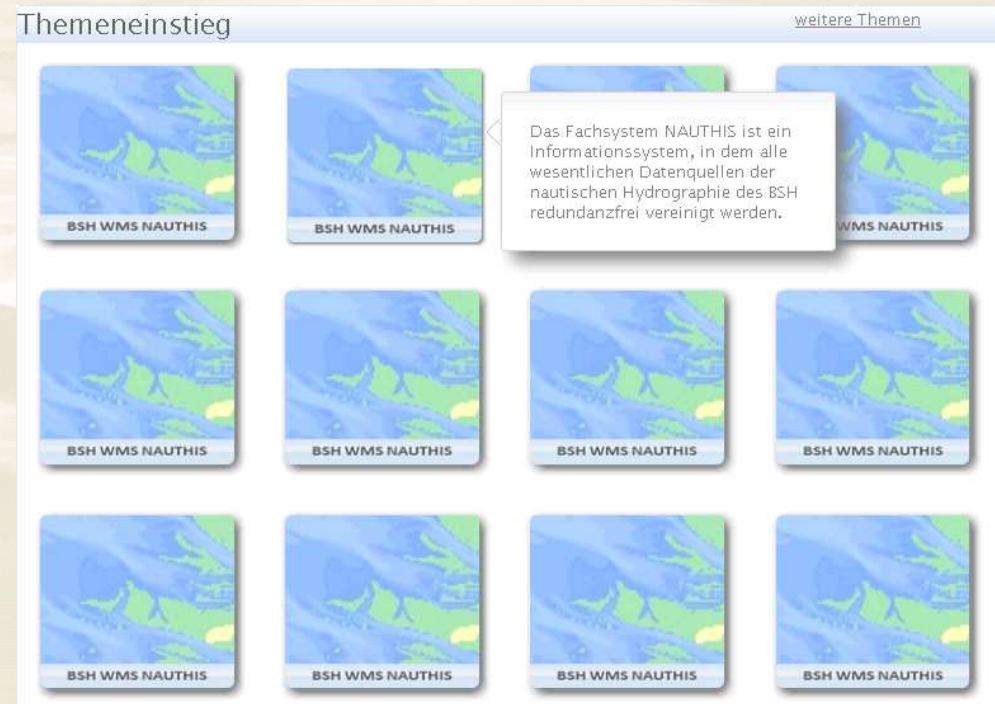 Themeneinstieg
weitere Themen
BSH WMS NAUTHIS
BSH WMS NAUTHIS
Das Fachsystem NAUTHIS ist ein
Informationssystem, in dem alle
wesentlichen Datenquellen der
nautischen Hydrographie des BSH
redundanzfrei vereinigt werden.
WMS NAUTHIS
BSH WMS NAUTHIS
BSH WMS NAUTHIS
BSH WMS NAUTHIS
BSH WMS NAUTHIS
BSH WMS NAUTHIS
BSH WMS NAUTHIS
BSH WMS NAUTHIS
BSH WMS NAUTHIS